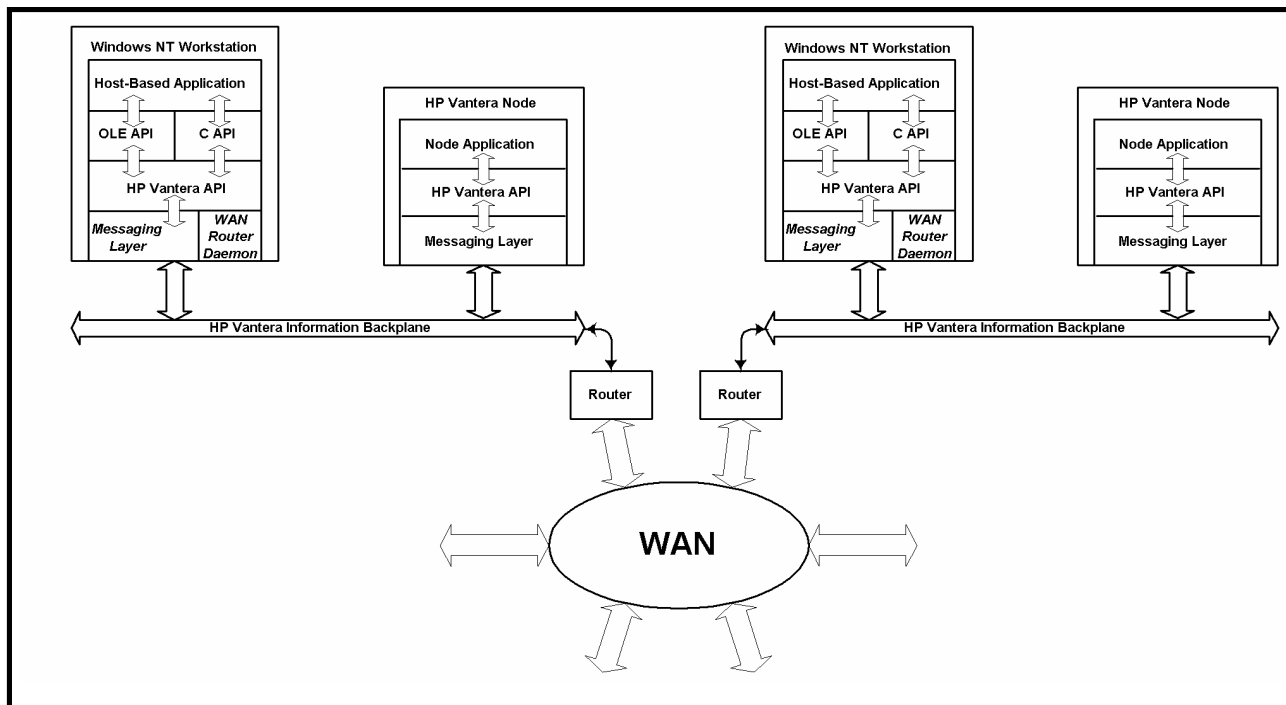 Windows NT Workstation
Host-Based Application
OLE API
C API
HP Vantera API
Messaging
Layer
WAN
Router
Daemon
HP Vantera Node
Node Application
HP Vantera API
Messaging Layer
HP Vantera Information Backplane
Windows NT Workstation
Host-Based Application
OLE API
C API
HP Vantera API
Messaging
Layer
WAN
Router
Daemon
HP Vantera Node
Node Application
HP Vantera API
Messaging Layer
HP Vantera Information Backplane
Router
Router
WAN